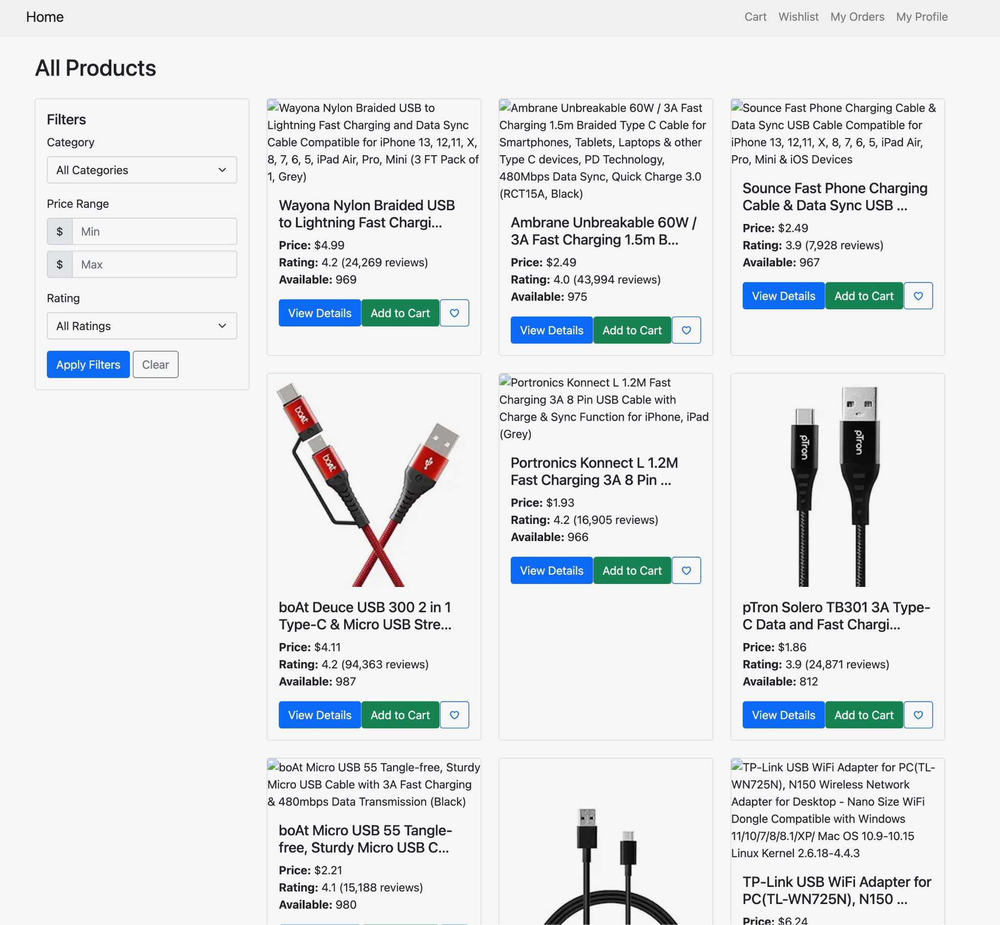 Home
Cart Wishlist My Orders My Profile
All Products
Filters
Category
All Categories
Price Range
$ Min
$ Max
Rating
All Ratings
Apply Filters Clear
Wayona Nylon Braided USB to
Lightning Fast Charging and Data Sync
Cable Compatible for iPhone 13, 12,11, X,
8, 7, 6, 5, iPad Air, Pro, Mini (3 FT Pack of
1, Grey)
Wayona Nylon Braided USB
to Lightning Fast Chargi...
Price: $4.99
Rating: 4.2 (24,269 reviews)
Available: 969
View Details Add to Cart
Ambrane Unbreakable 60W / 3A Fast
Charging 1.5m Braided Type C Cable for
Smartphones, Tablets, Laptops & other
Type C devices, PD Technology,
480Mbps Data Sync, Quick Charge 3.0
(RCT15A, Black)
Ambrane Unbreakable 60W /
3A Fast Charging 1.5m B...
Price: $2.49
Rating: 4.0 (43,994 reviews)
Available: 975
View Details Add to Cart
Sounce Fast Phone Charging Cable &
Data Sync USB Cable Compatible for
iPhone 13, 12,11, X, 8, 7, 6, 5, iPad Air,
Pro, Mini & iOS Devices
Sounce Fast Phone Charging
Cable & Data Sync USB ...
Price: $2.49
Rating: 3.9 (7,928 reviews)
Available: 967
View Details Add to Cart
boAt
boAt
boAt Deuce USB 300 2 in 1
Type-C & Micro USB Stre...
Price: $4.11
Rating: 4.2 (94,363 reviews)
Available: 987
View Details Add to Cart
Portronics Konnect L 1.2M Fast
Charging 3A 8 Pin USB Cable with
Charge & Sync Function for iPhone, iPad
(Grey)
Portronics Konnect L 1.2M
Fast Charging 3A 8 Pin ...
Price: $1.93
Rating: 4.2 (16,905 reviews)
Available: 966
View Details Add to Cart
pTron
pTron
pTron Solero TB301 3A Type-
C Data and Fast Chargi...
Price: $1.86
Rating: 3.9 (24,871 reviews)
Available: 812
View Details Add to Cart
boAt Micro USB 55 Tangle-free, Sturdy
Micro USB Cable with 3A Fast Charging
& 480mbps Data Transmission (Black)
boAt Micro USB 55 Tangle-
free, Sturdy Micro USB C...
Price: $2.21
Rating: 4.1 (15,188 reviews)
Available: 980
TP-Link USB WiFi Adapter for PC(TL-
WN725N), N150 Wireless Network
Adapter for Desktop - Nano Size WiFi
Dongle Compatible with Windows
11/10/7/8/8.1/XP/ Mac OS 10.9-10.15
Linux Kernel 2.6.18-4.4.3
TP-Link USB WiFi Adapter for
PC(TL-WN725N), N150 ...
Price: $6.24